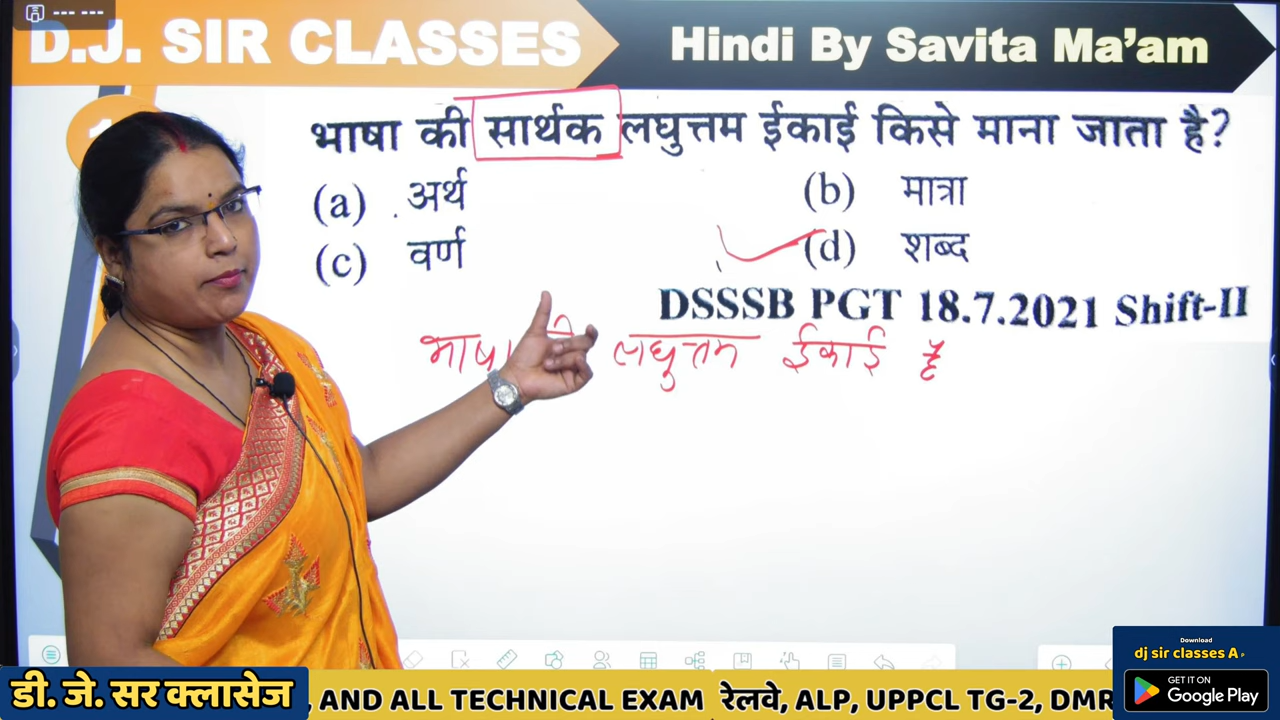 D.J. SIR CLASSES
Hindi By Savita Ma'am
भाषा की सार्थक लघुत्तम ईकाई किसे माना जाता है?
(a) अर्थ
(b) मात्रा
(c) वर्ण
(d) शब्द
DSSSB PGT 18.7.2021 Shift-II
लघुत्तम ईकाई है
डी. जे. सर क्लासेज
, AND ALL TECHNICAL EXAM रेलवे, ALP, UPPCL TG-2, DMR
Download
dj sir classes A
GET IT ON
Google Play